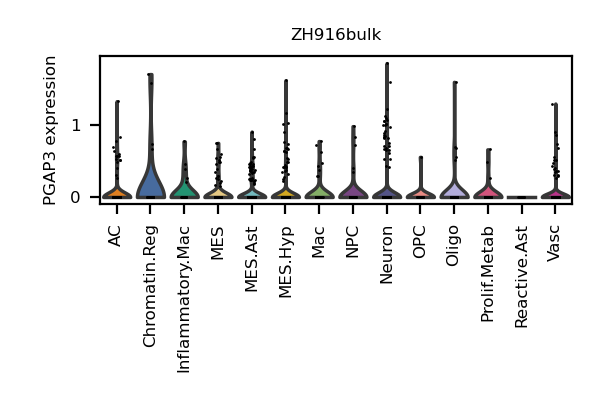 ZH916bulk
PGAP3 expression
1
0
AC
Chromatin.Reg
Inflammatory.Mac
MES
MES.Ast
MES.Hyp
Mac
NPC
Neuron
OPC
Oligo
Prolif.Metab
Reactive.Ast
Vasc